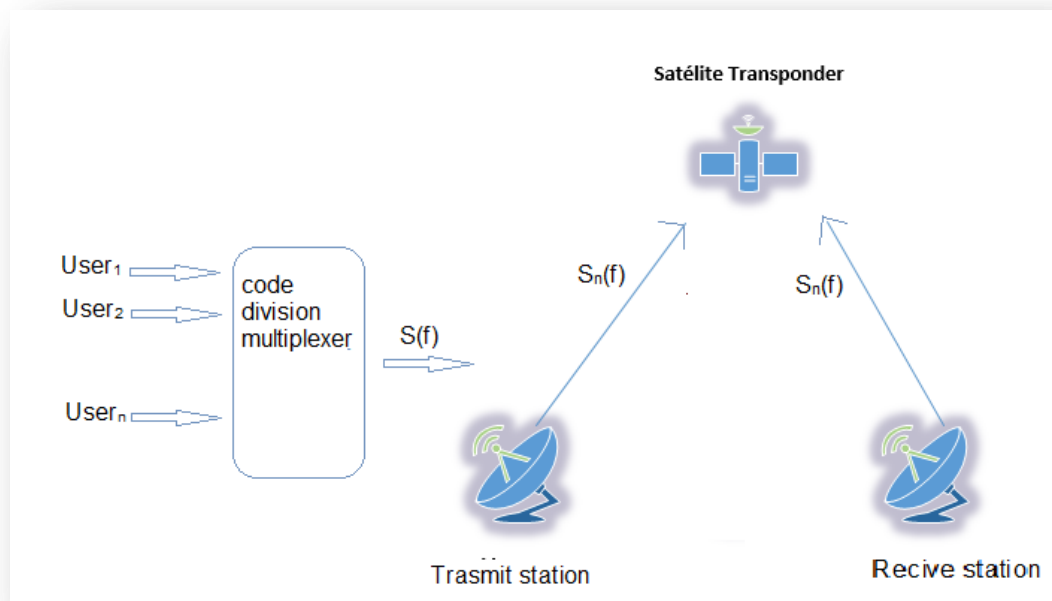 Satélite Transponder
User₁
User₂
Userₙ
code
division
multiplexer
S(f)
Sₙ(f)
Sₙ(f)
Trasmit station
Recive station